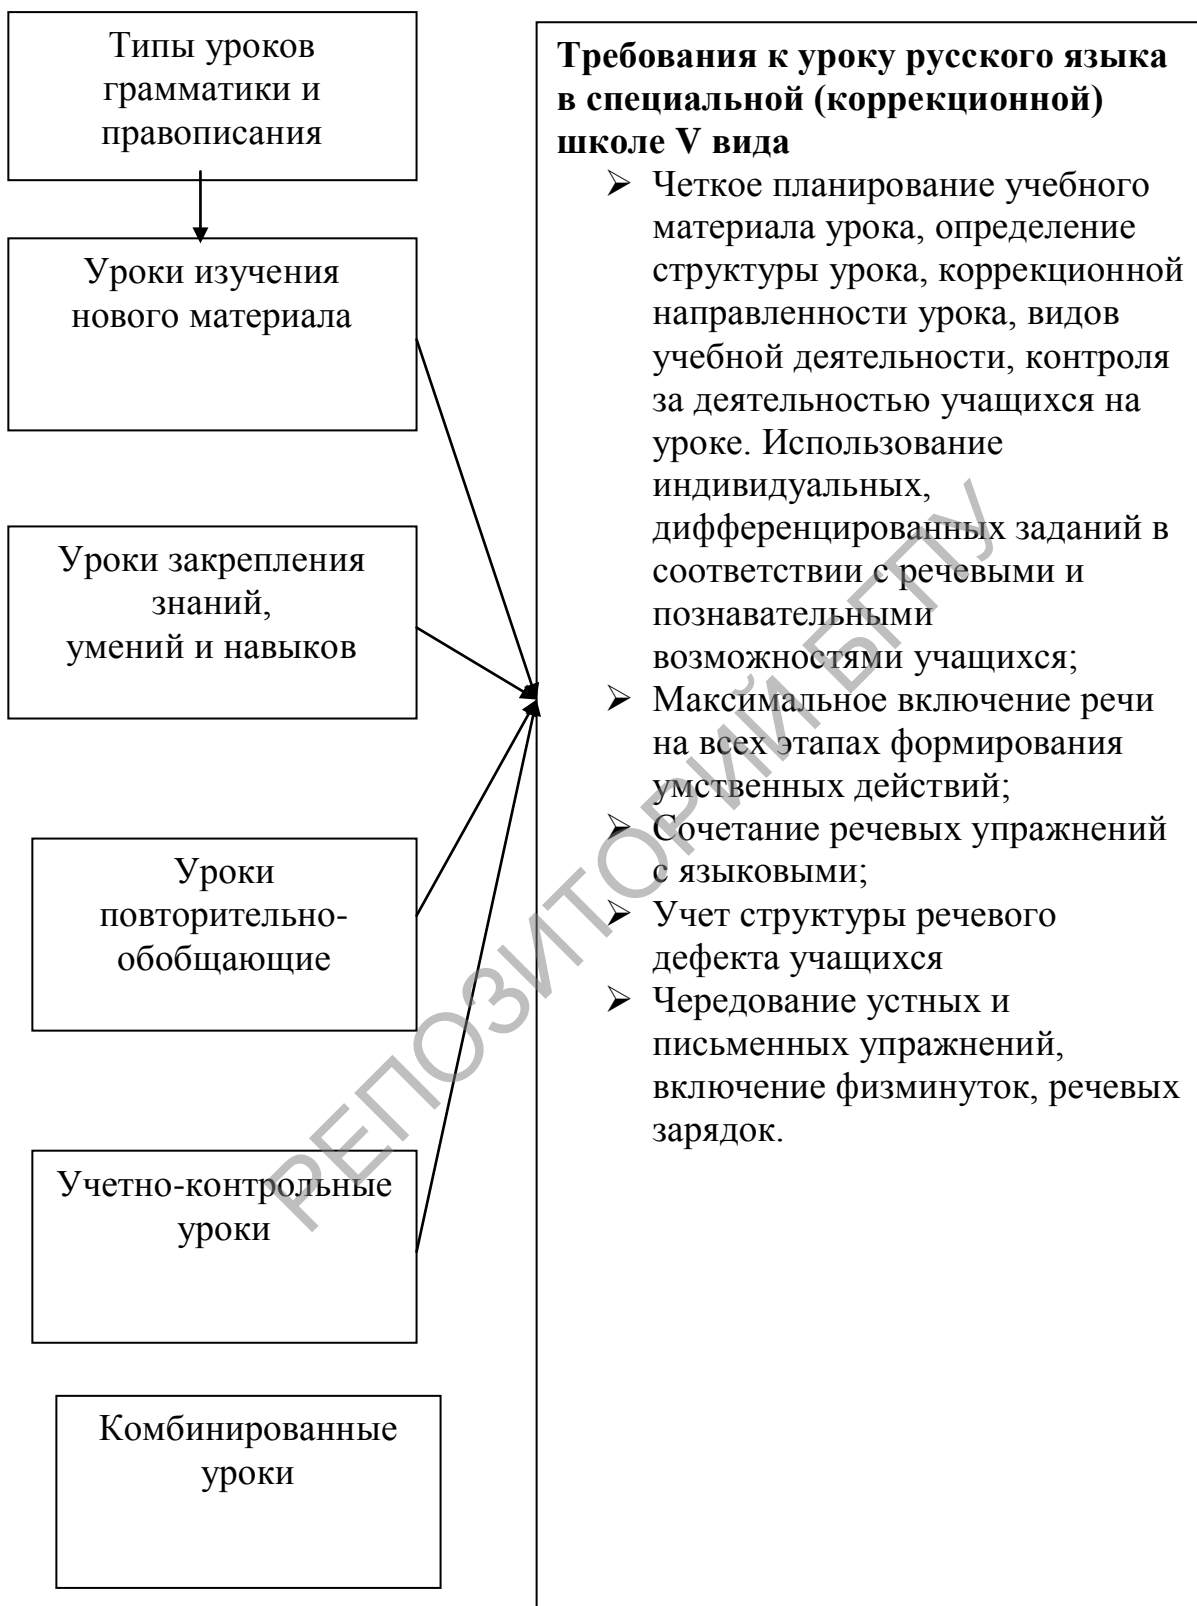 Типы уроков
грамматики и
правописания
Уроки изучения
нового материала
Уроки закрепления
знаний,
умений и навыков
Уроки
повторительно-
обобщающие
Учетно-контрольные
уроки
Комбинированные
уроки
Требования к уроку русского языка
в специальной (коррекционной)
школе V вида
➢ Четкое планирование учебного
материала урока, определение
структуры урока, коррекционной
направленности урока, видов
учебной деятельности, контроля
за деятельностью учащихся на
уроке. Использование
индивидуальных,
дифференцированных заданий в
соответствии с речевыми и
познавательными
возможностями учащихся;
➢ Максимальное включение речи
на всех этапах формирования
умственных действий;
➢ Сочетание речевых упражнений
с языковыми;
➢ Учет структуры речевого
дефекта учащихся
➢ Чередование устных и
письменных упражнений,
включение физминуток, речевых
зарядок.
РЕПОЗИТОРИЙ БГПУ